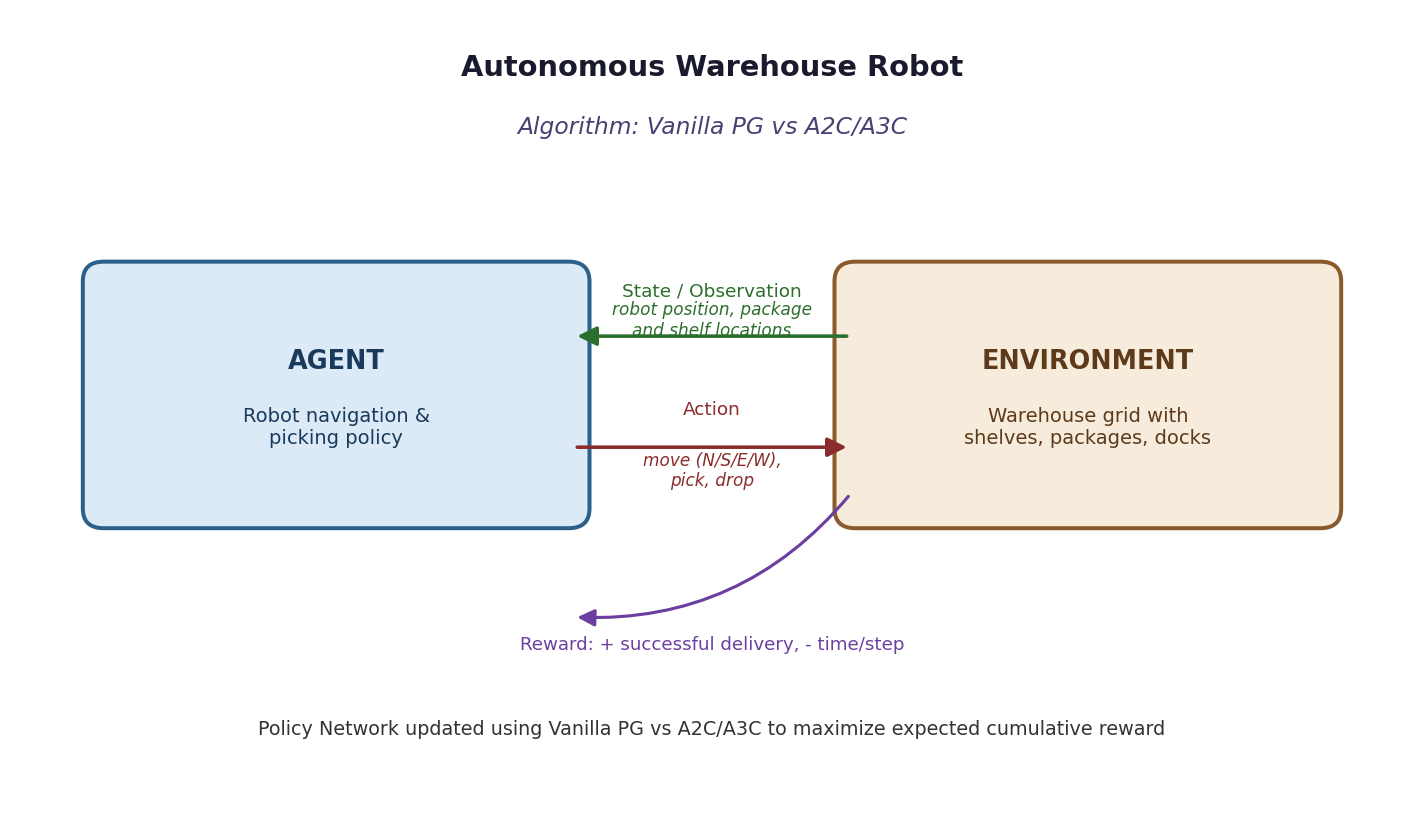 Autonomous Warehouse Robot
Algorithm: Vanilla PG vs A2C/A3C
State / Observation
robot position, package
and shelf locations
AGENT
Robot navigation &
picking policy
Action
move (N/S/E/W),
pick, drop
ENVIRONMENT
Warehouse grid with
shelves, packages, docks
Reward: + successful delivery, - time/step
Policy Network updated using Vanilla PG vs A2C/A3C to maximize expected cumulative reward